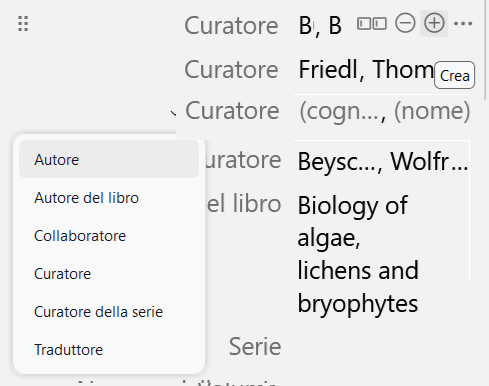 Curatore B, B
Curatore Friedl, Thom
Crea
Curatore (cogn..., (nome)
Autore
uratore Beysc..., Wolfr...
Autore del libro
el libro Biology of
algae,
lichens and
bryophytes
Collaboratore
Curatore
Curatore della serie
Traduttore
Serie